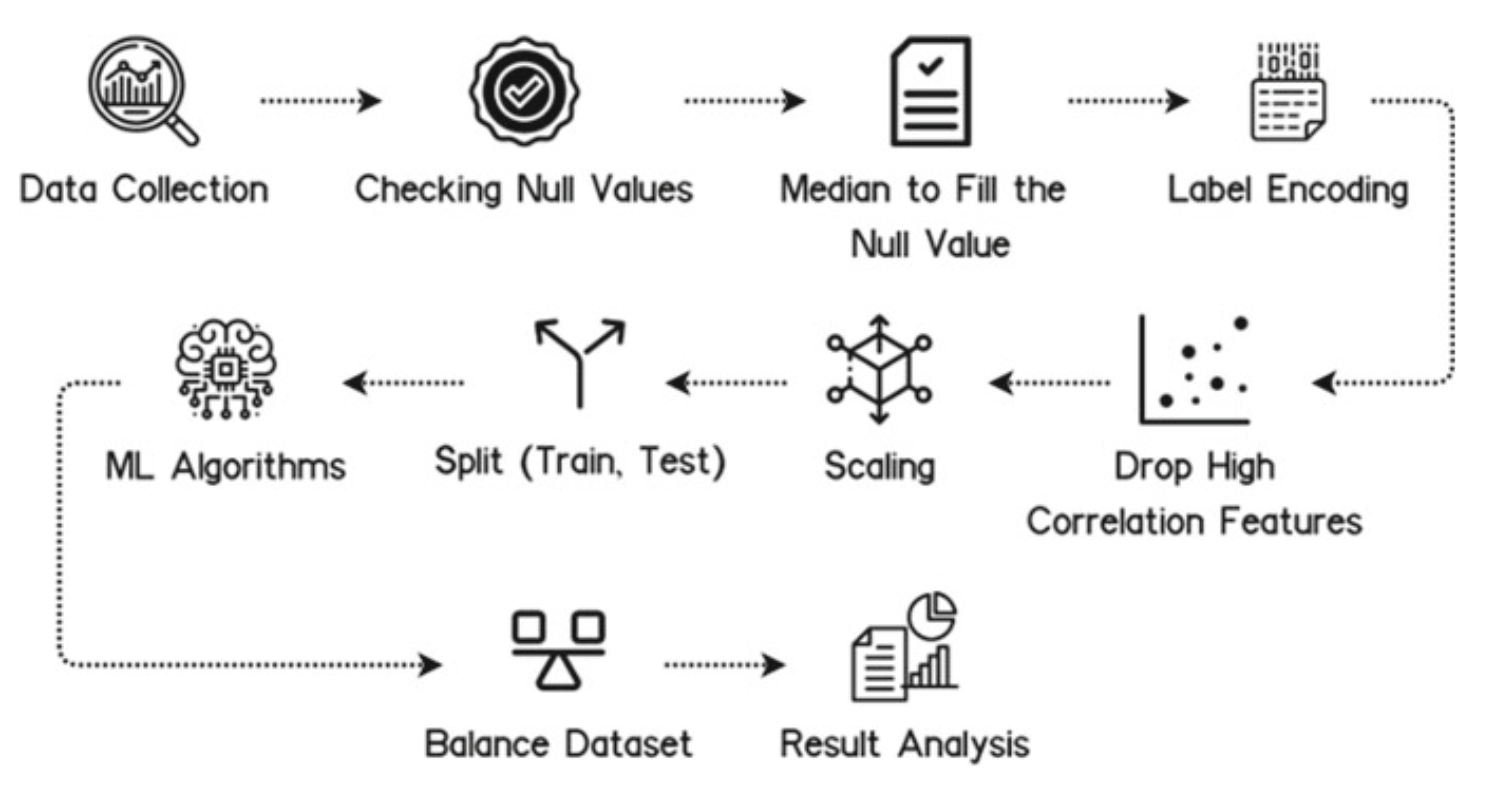 Data Collection
Checking Null Values
Median to Fill the
Null Value
Label Encoding
Drop High
Correlation Features
Scaling
Split (Train, Test)
ML Algorithms
Balance Dataset
Result Analysis